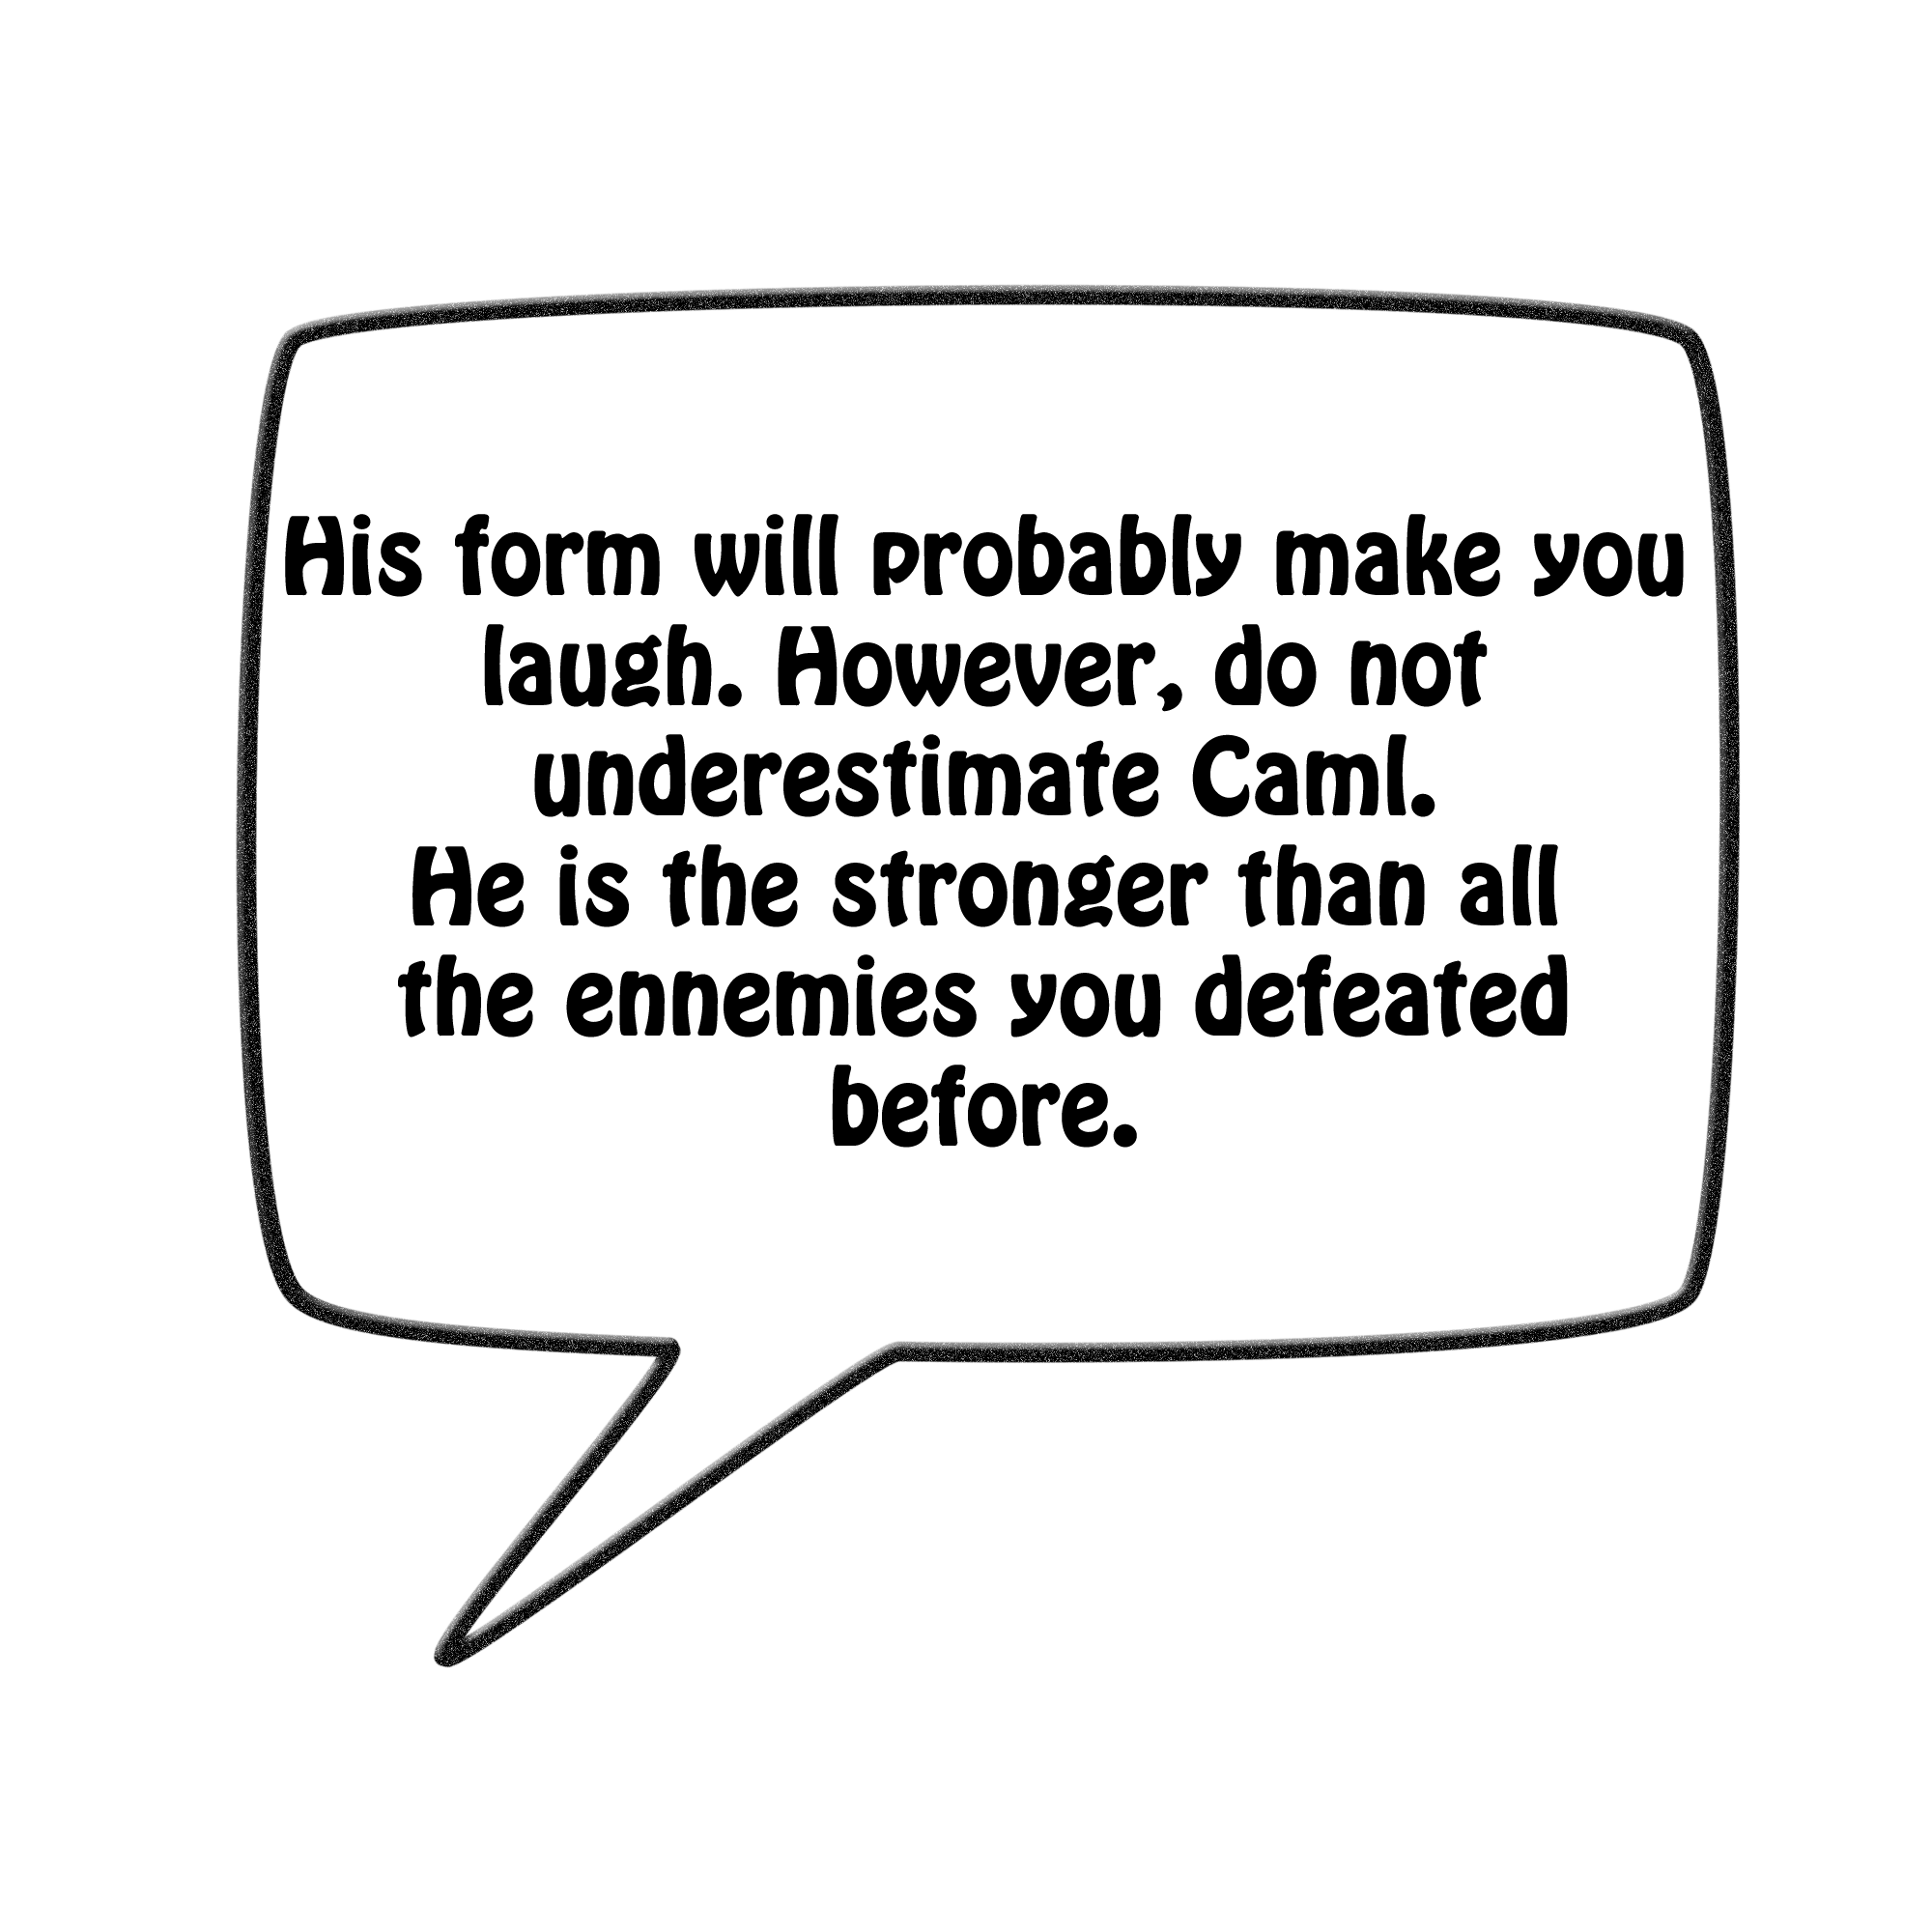 His form will probably make you
laugh. However, do not
underestimate Caml.
He is the stronger than all
the ennemies you defeated
before.